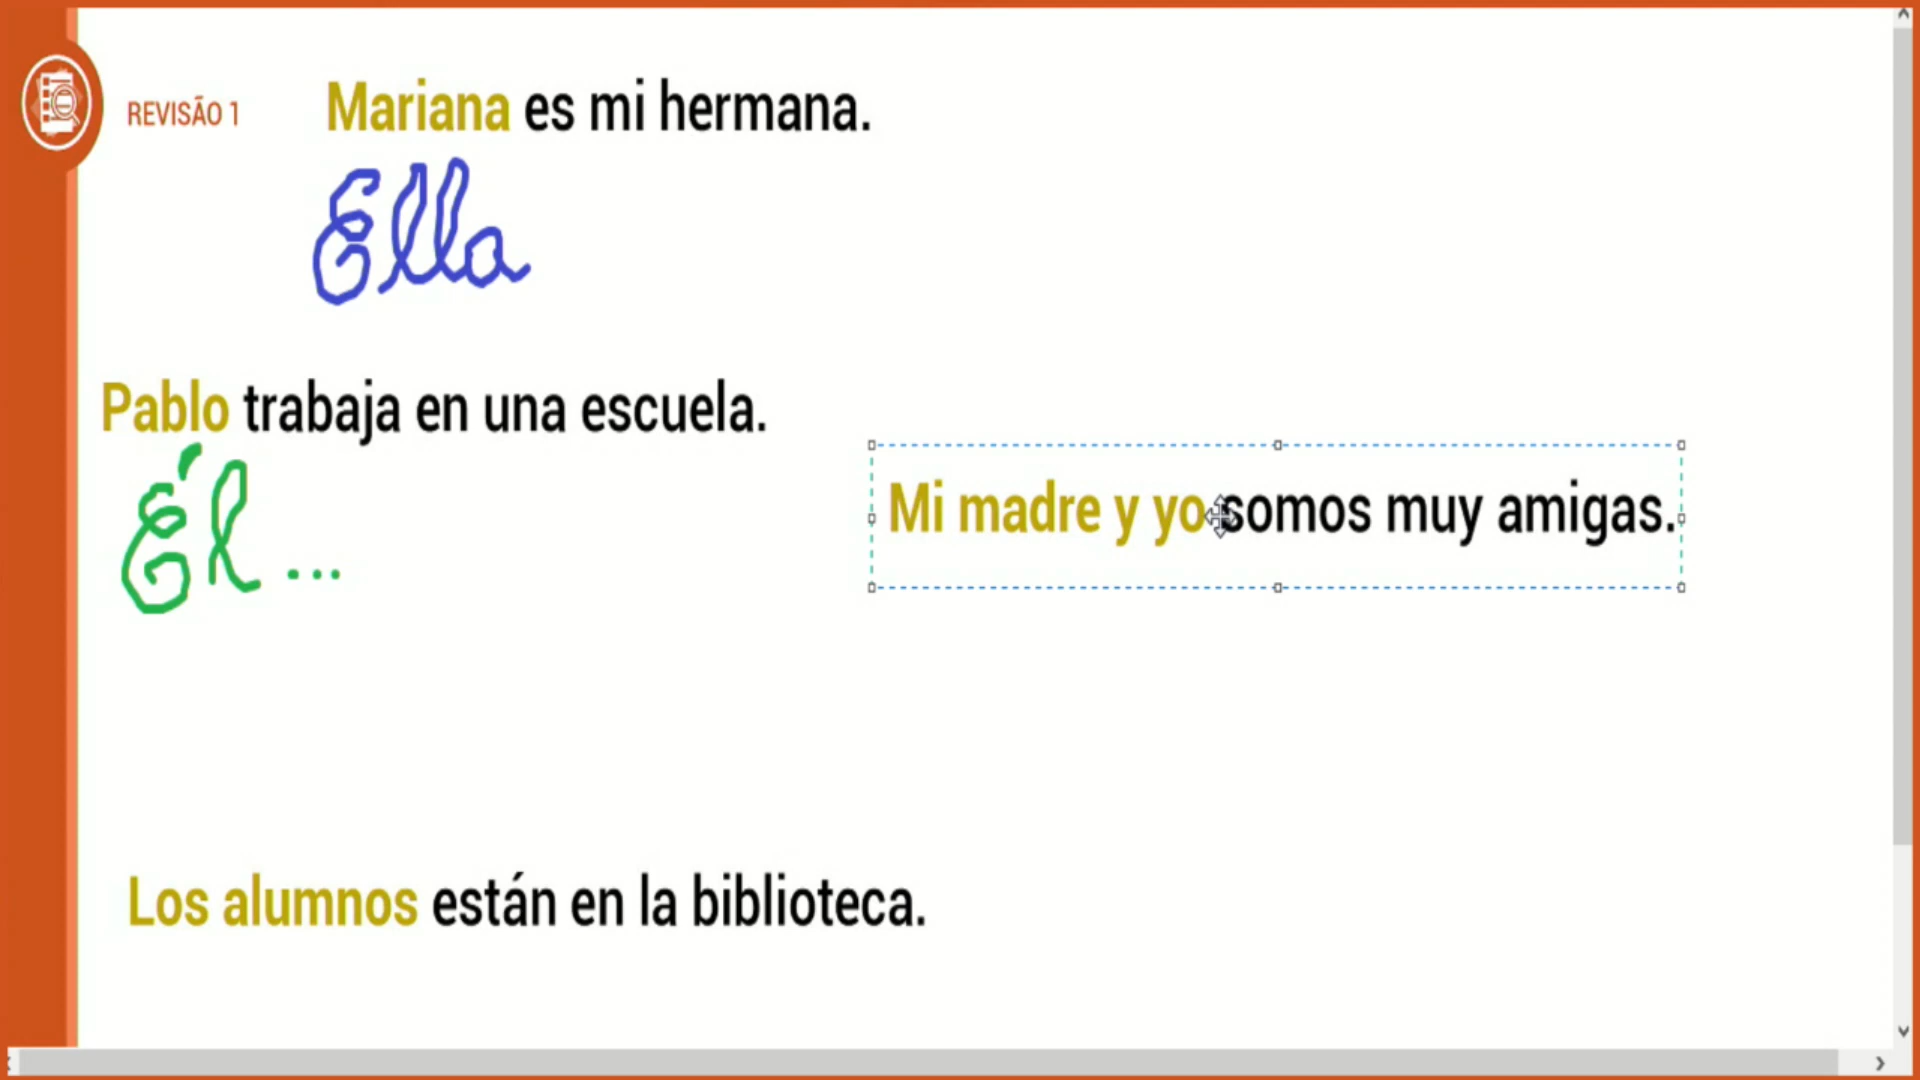 REVISÃO 1
Mariana es mi hermana.
Ella
Pablo trabaja en una escuela.
Él ...
Mi madre y yo somos muy amigas.
Los alumnos están en la biblioteca.